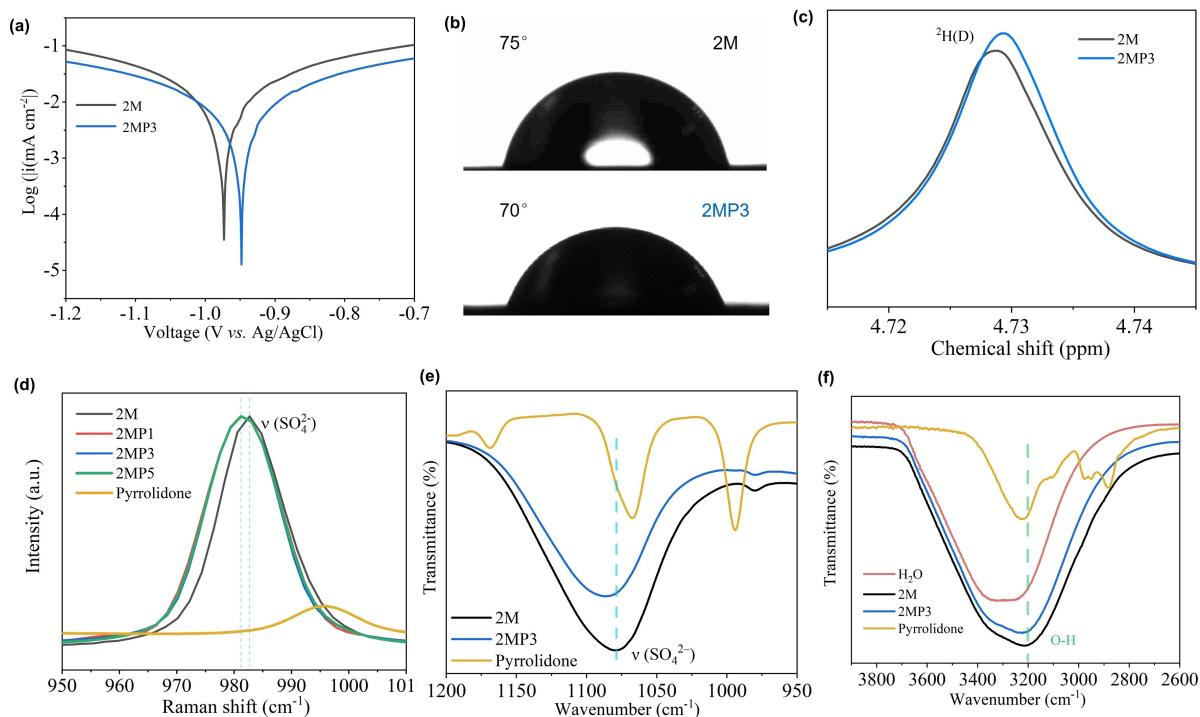 (a)
-1
-2
-3
-4
-5
Log (|i(mA cm⁻²|)
2M
2MP3
-1.2
-1.1
-1.0
-0.9
-0.8
-0.7
Voltage (V vs. Ag/AgCl)
(b)
75°
2M
70°
2MP3
(c)
²H(D)
2M
2MP3
4.72
4.73
4.74
Chemical shift (ppm)
(d)
2M
2MP1
2MP3
2MP5
Pyrrolidone
ν (SO₄²⁻)
Intensity (a.u.)
950
960
970
980
990
1000
101
Raman shift (cm⁻¹)
(e)
Transmittance (%)
2M
2MP3
Pyrrolidone
ν (SO₄²⁻)
1200
1150
1100
1050
1000
950
Wavenumber (cm⁻¹)
(f)
Transmittance (%)
H₂O
2M
2MP3
Pyrrolidone
O-H
3800
3600
3400
3200
3000
2800
2600
Wavenumber (cm⁻¹)